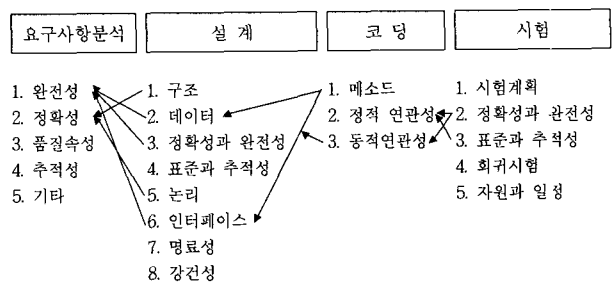 요구사항분석
설 계
코 딩
시험
1. 완전성
2. 정확성
3. 품질속성
4. 추적성
5. 기타
1. 구조
2. 데이터
3. 정확성과 완전성
4. 표준과 추적성
5. 논리
6. 인터페이스
7. 명료성
8. 강건성
1. 메소드
2. 정적 연관성
3. 동적연관성
1. 시험계획
2. 정확성과 완전성
3. 표준과 추적성
4. 회귀시험
5. 자원과 일정